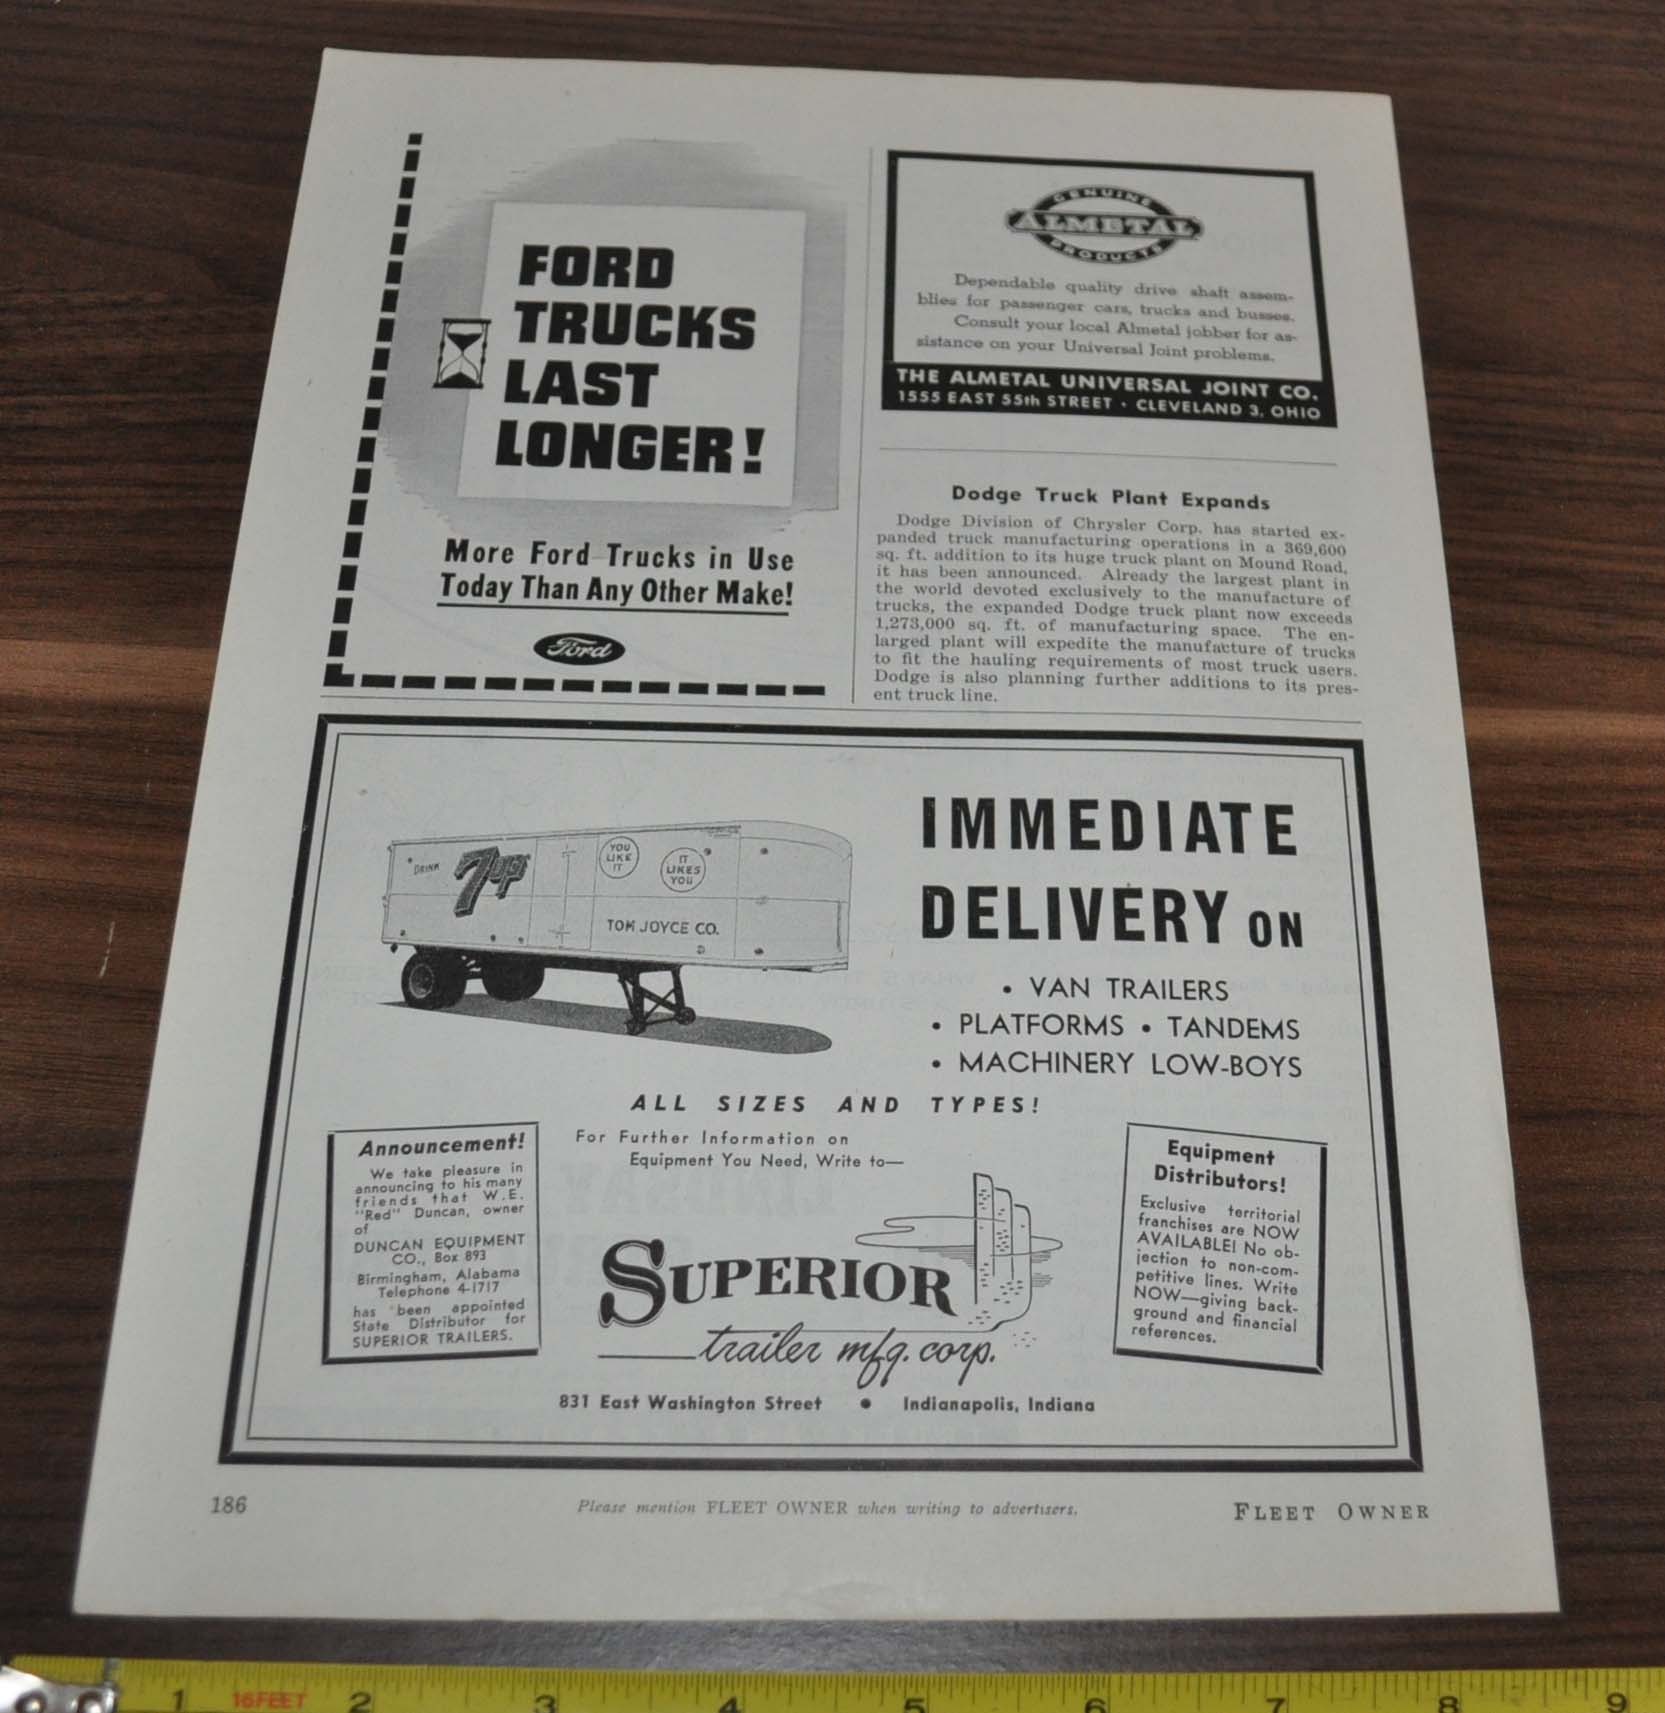 FORD
TRUCKS
LAST
LONGER!
More Ford Trucks in Use
Today Than Any Other Make!
Ford
GENUINE
ALMETAL
PRODUCTS
Dependable quality drive shaft assem-
blies for passenger cars, trucks and busses.
Consult your local Almetal jobber for as-
sistance on your Universal Joint problems.
THE ALMETAL UNIVERSAL JOINT CO.
1555 EAST 55th STREET • CLEVELAND 3, OHIO
Dodge Truck Plant Expands
Dodge Division of Chrysler Corp. has started ex-
panded truck manufacturing operations in a 369,600
sq. ft. addition to its huge truck plant on Mound Road,
it has been announced. Already the largest plant in
the world devoted exclusively to the manufacture of
trucks, the expanded Dodge truck plant now exceeds
1,273,000 sq. ft. of manufacturing space. The en-
larged plant will expedite the manufacture of trucks
to fit the hauling requirements of most truck users.
Dodge is also planning further additions to its pres-
ent truck line.
DRINK
7up
YOU
LIKE
IT
IT
LIKES
YOU
TOM JOYCE CO.
IMMEDIATE
DELIVERY ON
• VAN TRAILERS
• PLATFORMS • TANDEMS
• MACHINERY LOW-BOYS
ALL SIZES AND TYPES!
Announcement!
We take pleasure in
announcing to his many
friends that W.E.
"Red" Duncan, owner
of
DUNCAN EQUIPMENT
CO., Box 893
Birmingham, Alabama
Telephone 4-1717
has been appointed
State Distributor for
SUPERIOR TRAILERS.
For Further Information on
Equipment You Need, Write to—
SUPERIOR
trailer mfg. corp.
831 East Washington Street • Indianapolis, Indiana
Equipment
Distributors!
Exclusive territorial
franchises are NOW
AVAILABLE! No ob-
jection to non-com-
petitive lines. Write
NOW—giving back-
ground and financial
references.
186
Please mention FLEET OWNER when writing to advertisers.
FLEET OWNER
1 16FEET 2 3 4 5 6 7 8 9